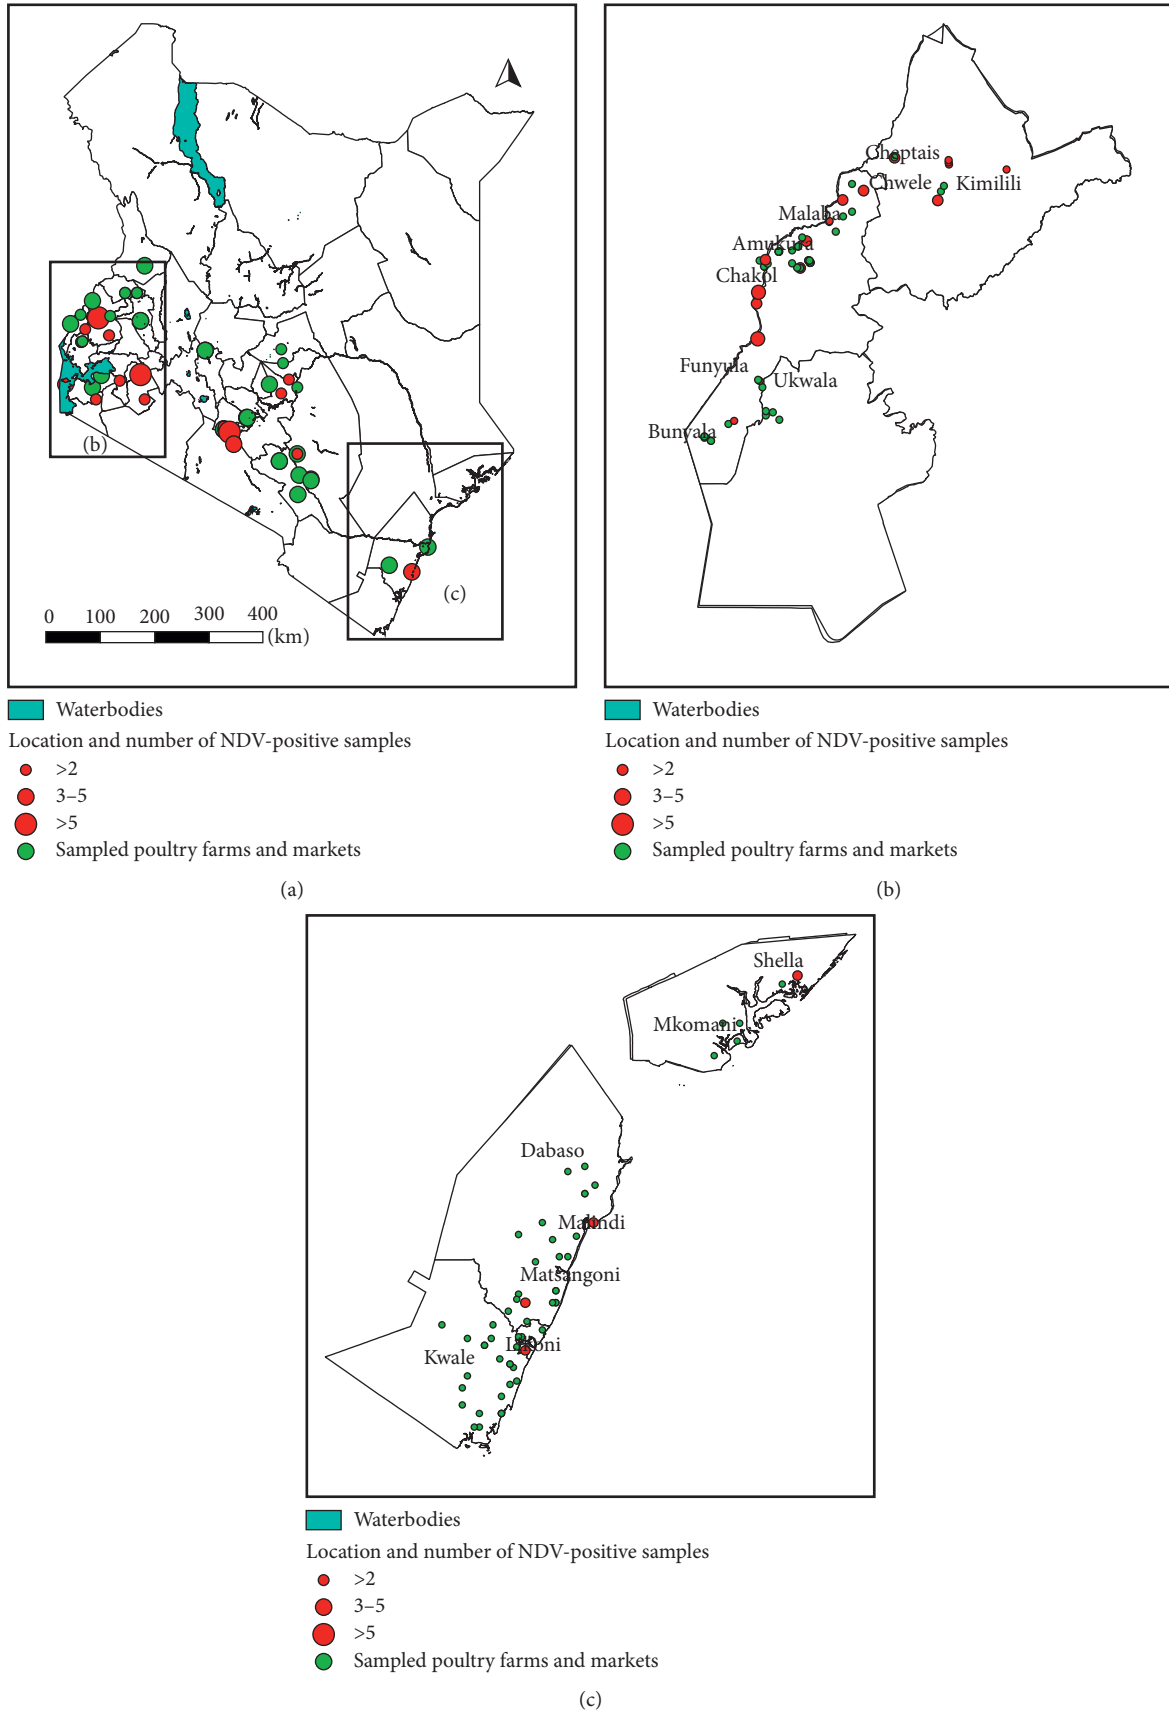 (b)
(c)
0 100 200 300 400
(km)
Waterbodies
Location and number of NDV-positive samples
>2
3–5
>5
Sampled poultry farms and markets
(a)
Cheptais
Chwele
Kimilili
Malaba
Amukura
Chakol
Funyula
Ukwala
Bunyala
Waterbodies
Location and number of NDV-positive samples
>2
3–5
>5
Sampled poultry farms and markets
(b)
Shella
Mkomani
Dabaso
Malindi
Matsangoni
Likoni
Kwale
Waterbodies
Location and number of NDV-positive samples
>2
3–5
>5
Sampled poultry farms and markets
(c)